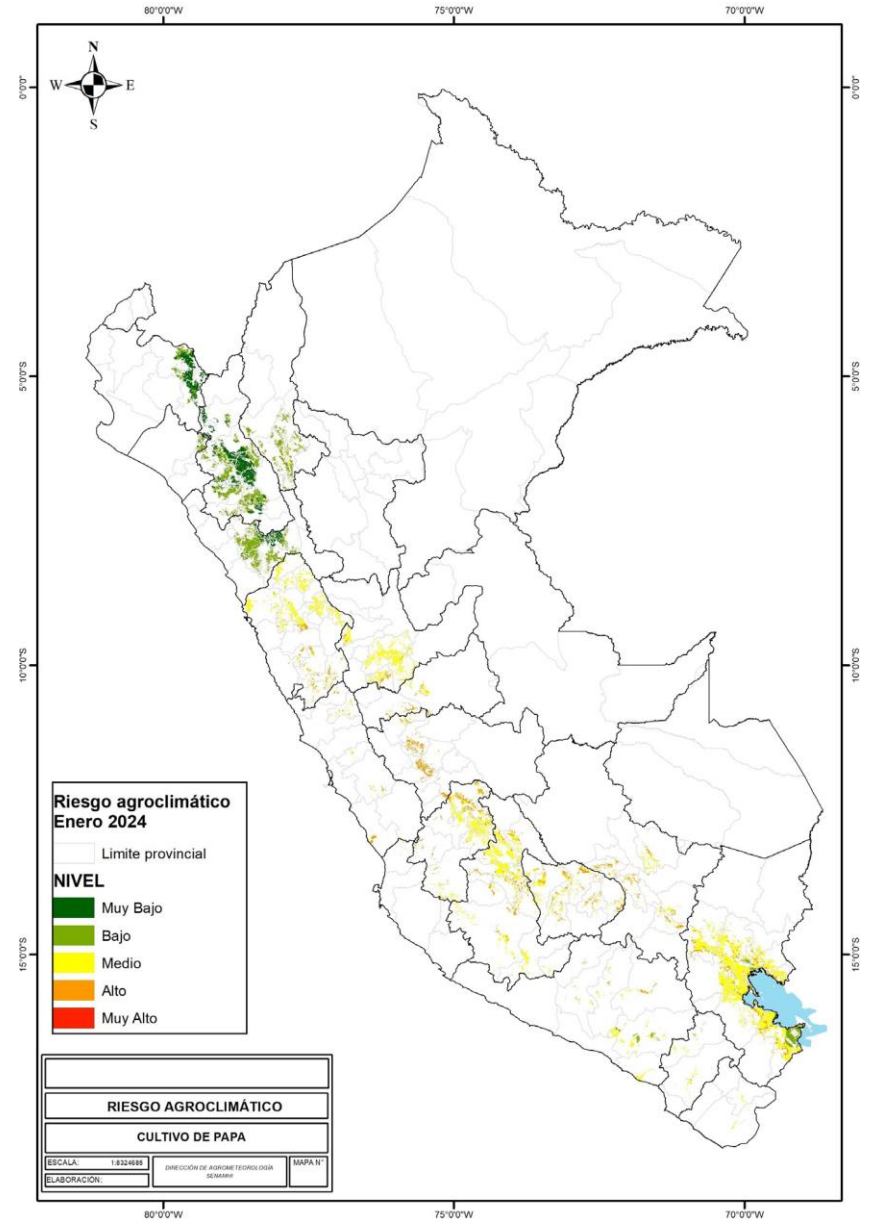 80°0'0"W 75°0'0"W 70°0'0"W
N
W E
S
0°0'0" 0°0'0"
5°0'0"S 5°0'0"S
10°0'0"S 10°0'0"S
15°0'0"S 15°0'0"S
Riesgo agroclimático
Enero 2024
Limite provincial
NIVEL
Muy Bajo
Bajo
Medio
Alto
Muy Alto
RIESGO AGROCLIMÁTICO
CULTIVO DE PAPA
ESCALA: 1:8324686
DIRECCIÓN DE AGROMETEOROLOGÍA
SENAMHI
MAPA N°
ELABORACIÓN:
80°0'0"W 75°0'0"W 70°0'0"W